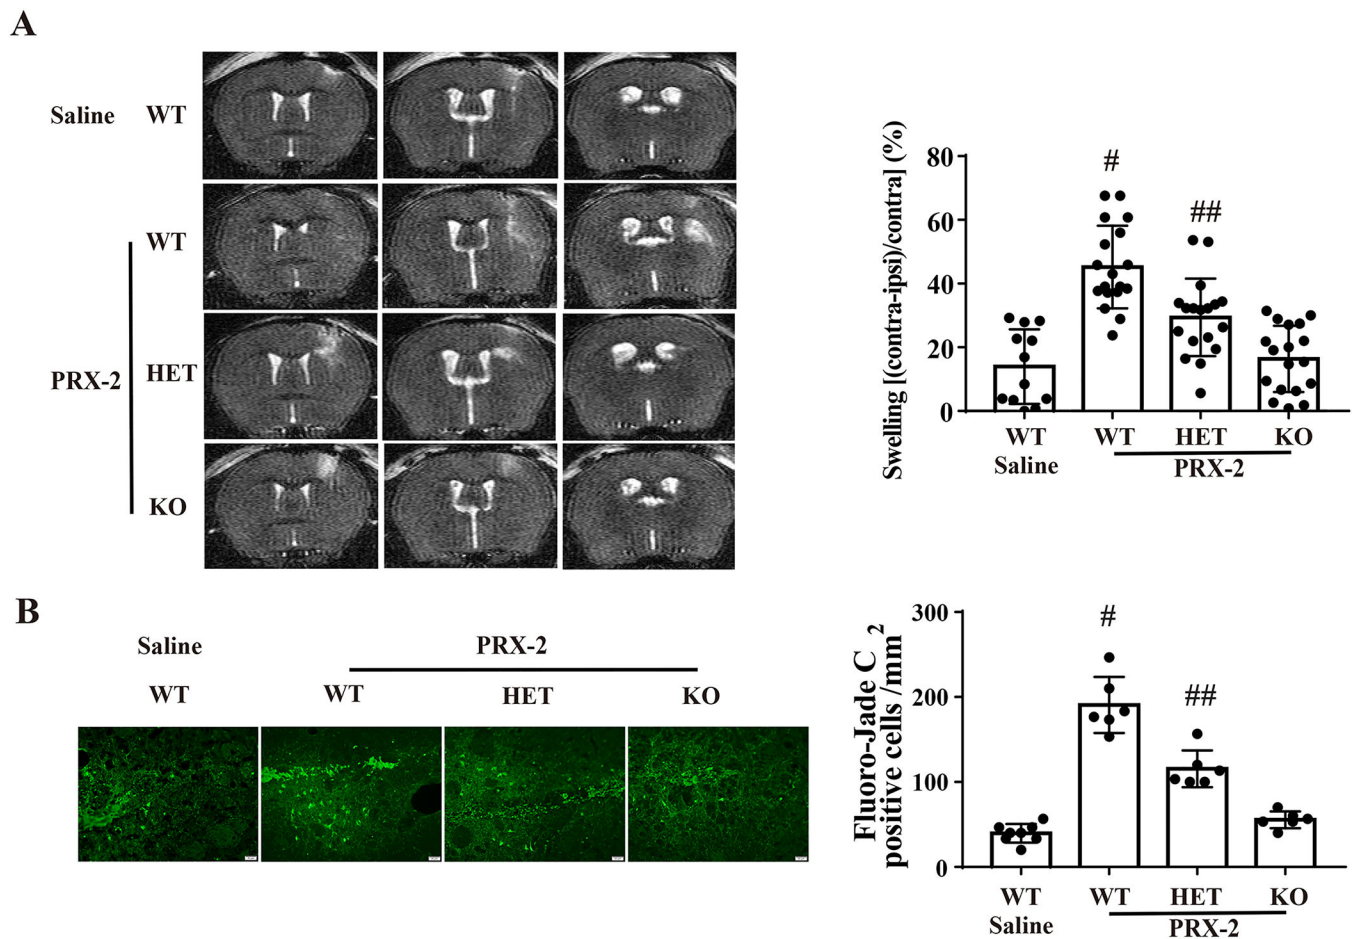 A
Saline WT
WT
PRX-2 HET
KO
Swelling [(contra-ipsi)/contra] (%)
80
60
40
20
0
#
##
WT WT HET KO
Saline PRX-2
B
Saline PRX-2
WT WT HET KO
Fluoro-Jade C
positive cells /mm2
300
200
100
0
#
##
WT WT HET KO
Saline PRX-2